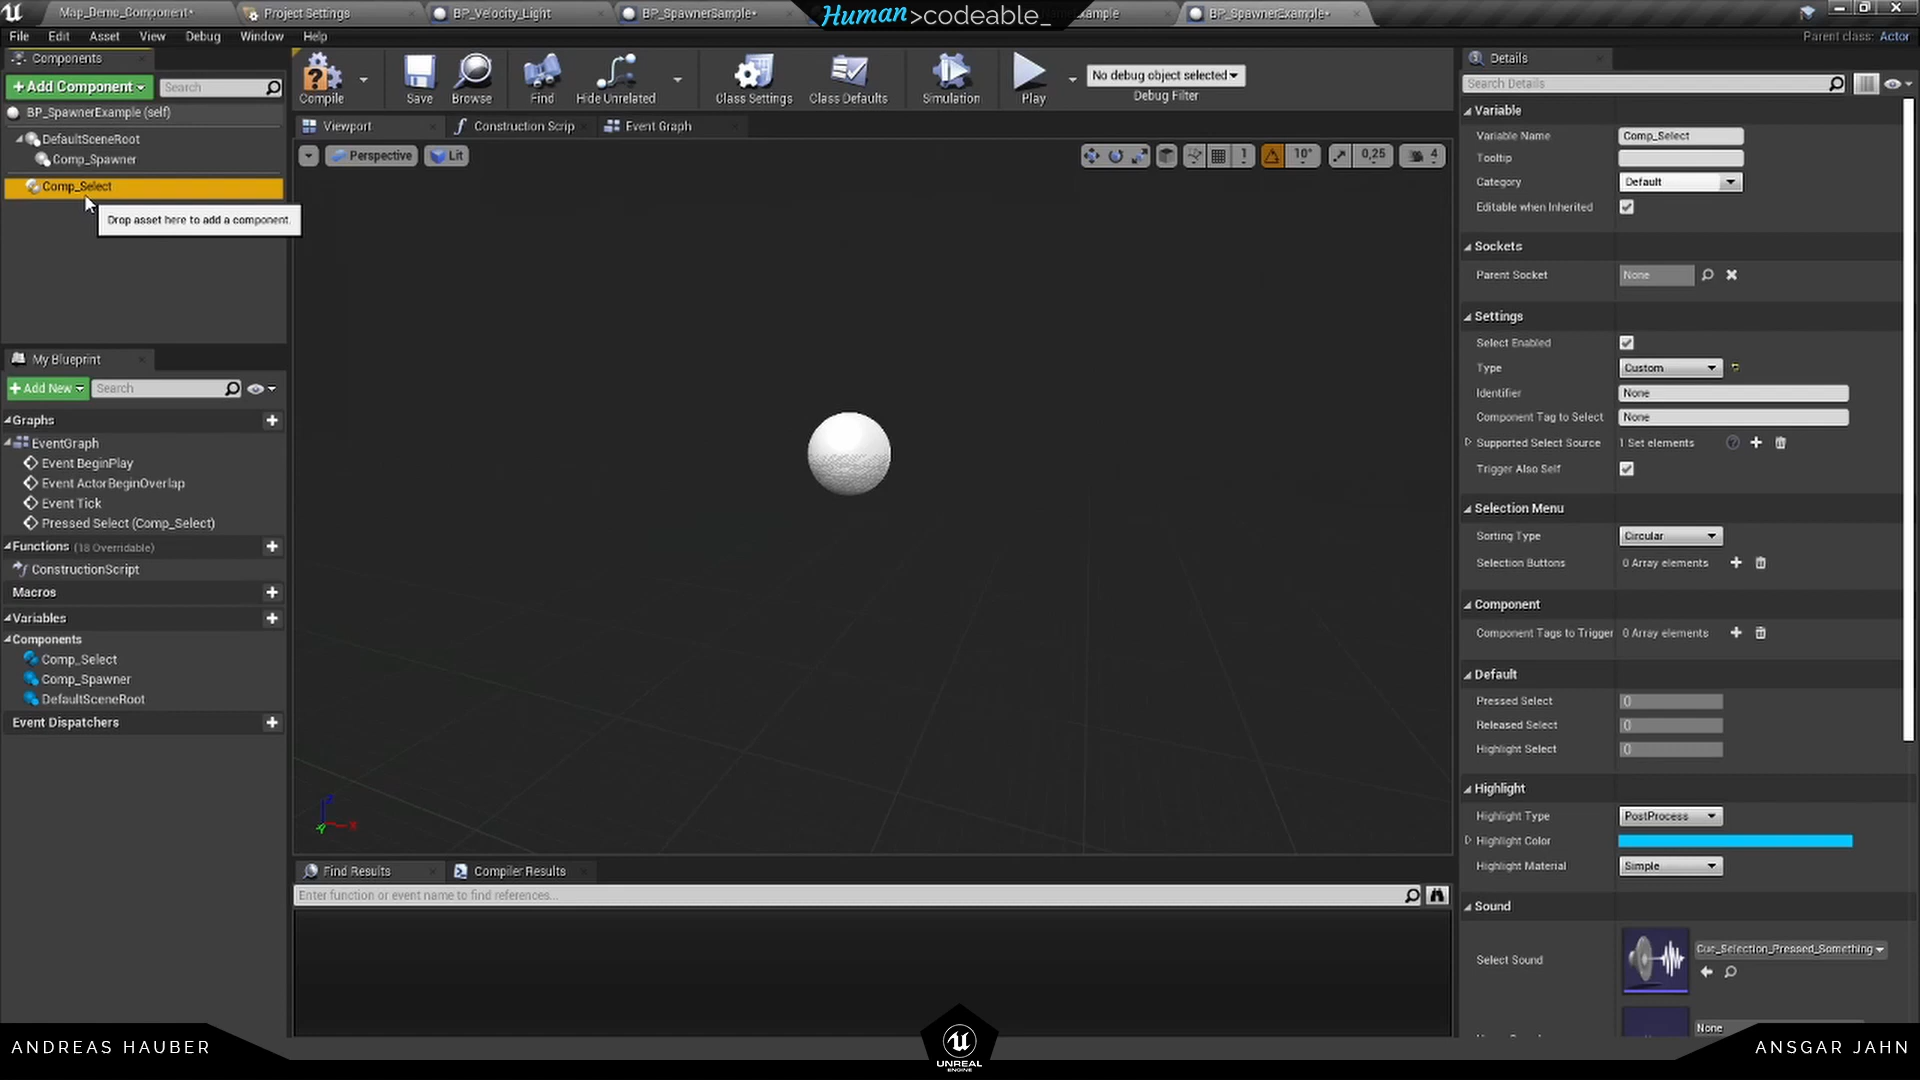 Map_Demo_Component*
Project Settings
BP_Velocity_Light
BP_SpawnerSample*
Human>codeable_
Example
BP_SpawnerExample*
File Edit Asset View Debug Window Help
Parent class: Actor
Components
+Add Component
Search
BP_SpawnerExample (self)
DefaultSceneRoot
Comp_Spawner
Comp_Select
Drop asset here to add a component.
Compile
Save
Browse
Find
Hide Unrelated
Class Settings
Class Defaults
Simulation
Play
No debug object selected
Debug Filter
Viewport
Construction Scrip
Event Graph
Perspective
Lit
1
10°
0,25
4
My Blueprint
+Add New
Search
Graphs
EventGraph
Event BeginPlay
Event ActorBeginOverlap
Event Tick
Pressed Select (Comp_Select)
Functions (18 Overridable)
ConstructionScript
Macros
Variables
Components
Comp_Select
Comp_Spawner
DefaultSceneRoot
Event Dispatchers
Find Results
Compiler Results
Enter function or event name to find references...
Details
Search Details
Variable
Variable Name Comp_Select
Tooltip
Category Default
Editable when Inherited
Sockets
Parent Socket None
Settings
Select Enabled
Type Custom
Identifier None
Component Tag to Select None
Supported Select Source 1 Set elements
Trigger Also Self
Selection Menu
Sorting Type Circular
Selection Buttons 0 Array elements
Component
Component Tags to Trigger 0 Array elements
Default
Pressed Select 0
Released Select 0
Highlight Select 0
Highlight
Highlight Type PostProcess
Highlight Color
Highlight Material Simple
Sound
Select Sound
Cue_Selection_Pressed_Something
None
ANDREAS HAUBER
UNREAL
ENGINE
ANSGAR JAHN